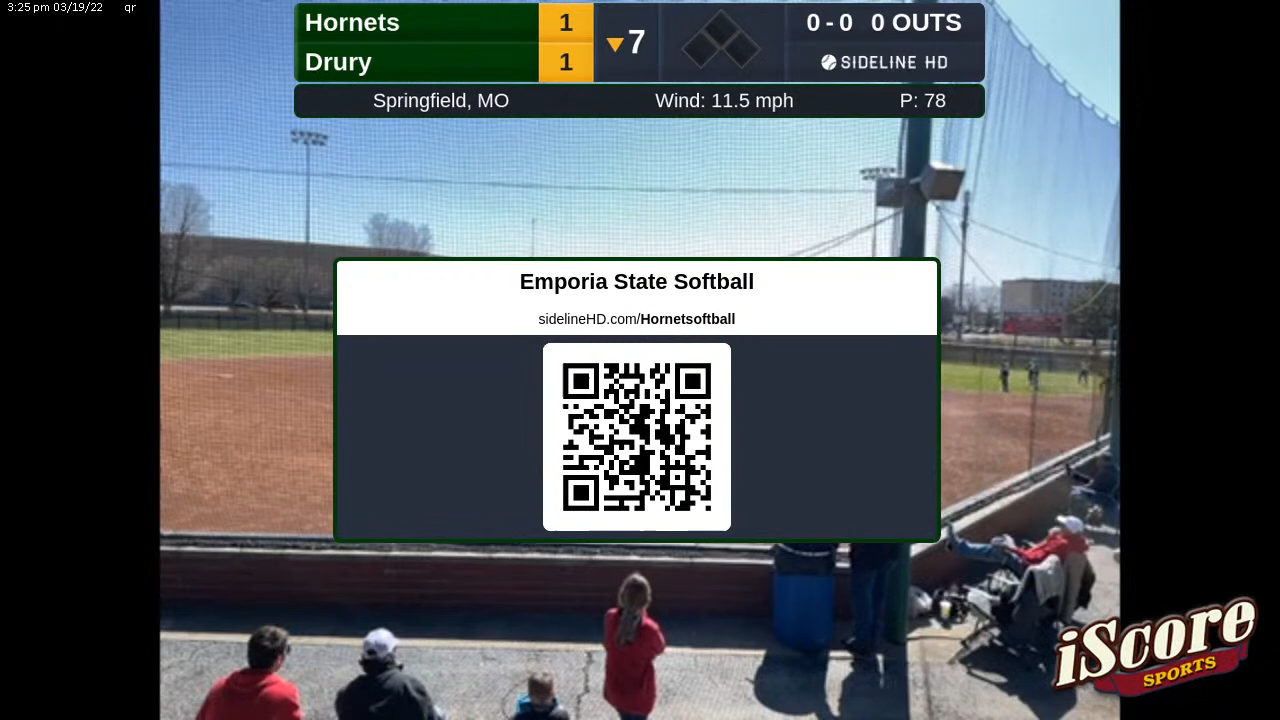 3:25 pm 03/19/22 qr
Hornets 1
Drury 1
7
0 - 0 0 OUTS
SIDELINE HD
Springfield, MO Wind: 11.5 mph P: 78
Emporia State Softball
sidelineHD.com/Hornetsoftball
iScore
SPORTS